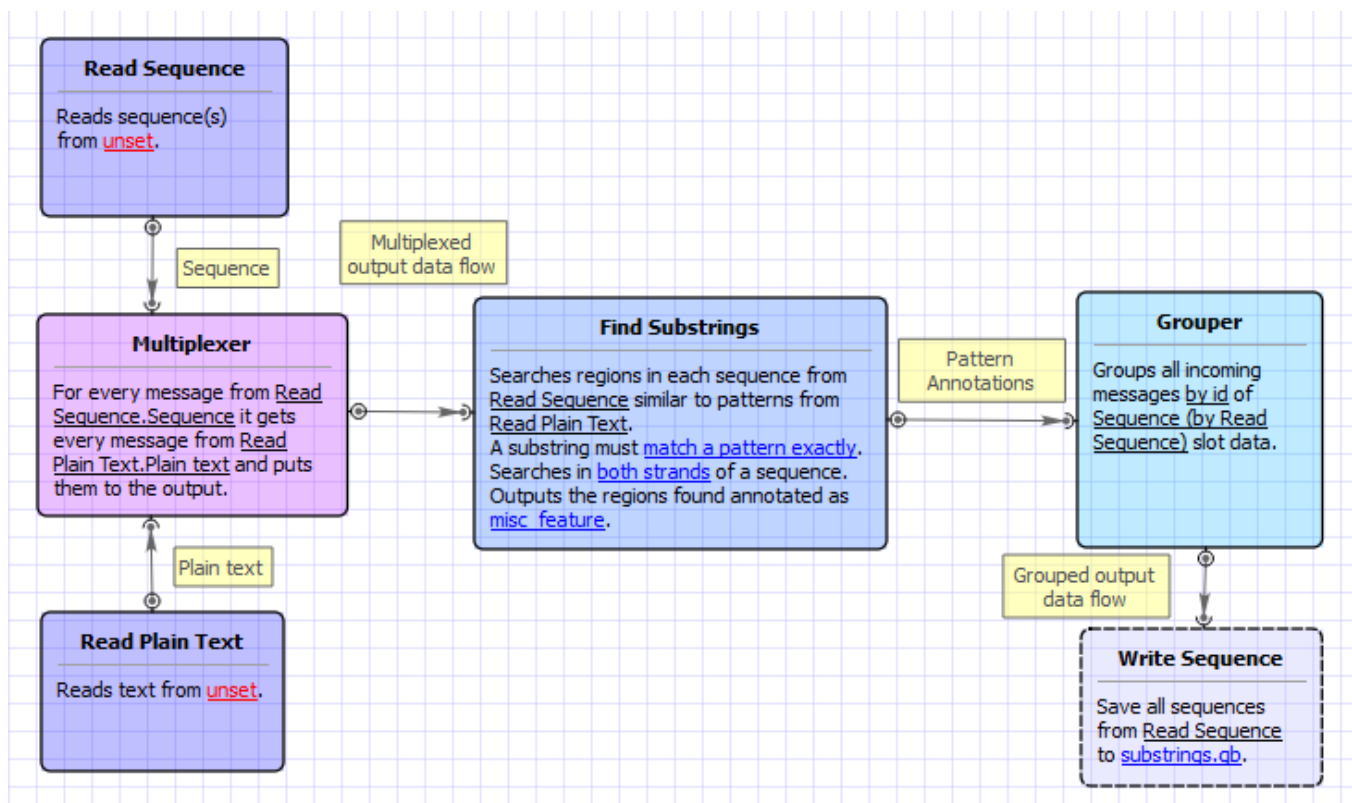 Read Sequence
Reads sequence(s)
from unset.
Sequence
Multiplexed
output data flow
Multiplexer
For every message from Read
Sequence.Sequence it gets
every message from Read
Plain Text.Plain text and puts
them to the output.
Plain text
Read Plain Text
Reads text from unset.
Find Substrings
Searches regions in each sequence from
Read Sequence similar to patterns from
Read Plain Text.
A substring must match a pattern exactly.
Searches in both strands of a sequence.
Outputs the regions found annotated as
misc_feature.
Pattern
Annotations
Grouper
Groups all incoming
messages by id of
Sequence (by Read
Sequence) slot data.
Grouped output
data flow
Write Sequence
Save all sequences
from Read Sequence
to substrings.gb.